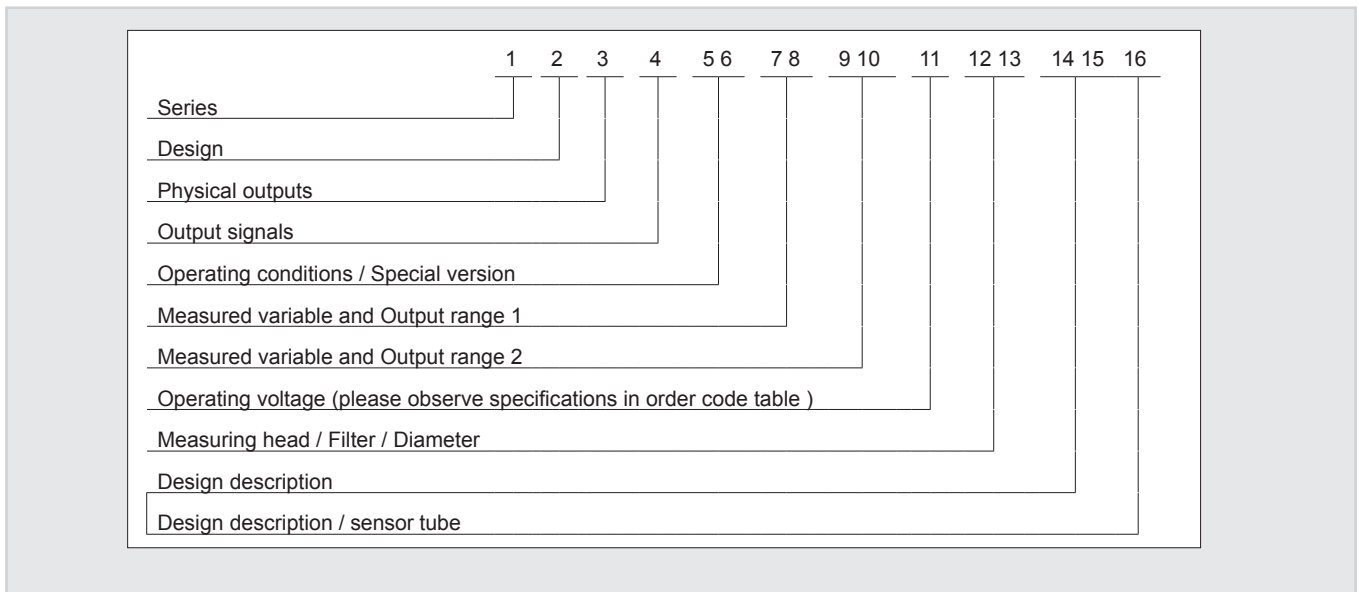 1 2 3 4 5 6 7 8 9 10 11 12 13 14 15 16
Series
Design
Physical outputs
Output signals
Operating conditions / Special version
Measured variable and Output range 1
Measured variable and Output range 2
Operating voltage (please observe specifications in order code table )
Measuring head / Filter / Diameter
Design description
Design description / sensor tube